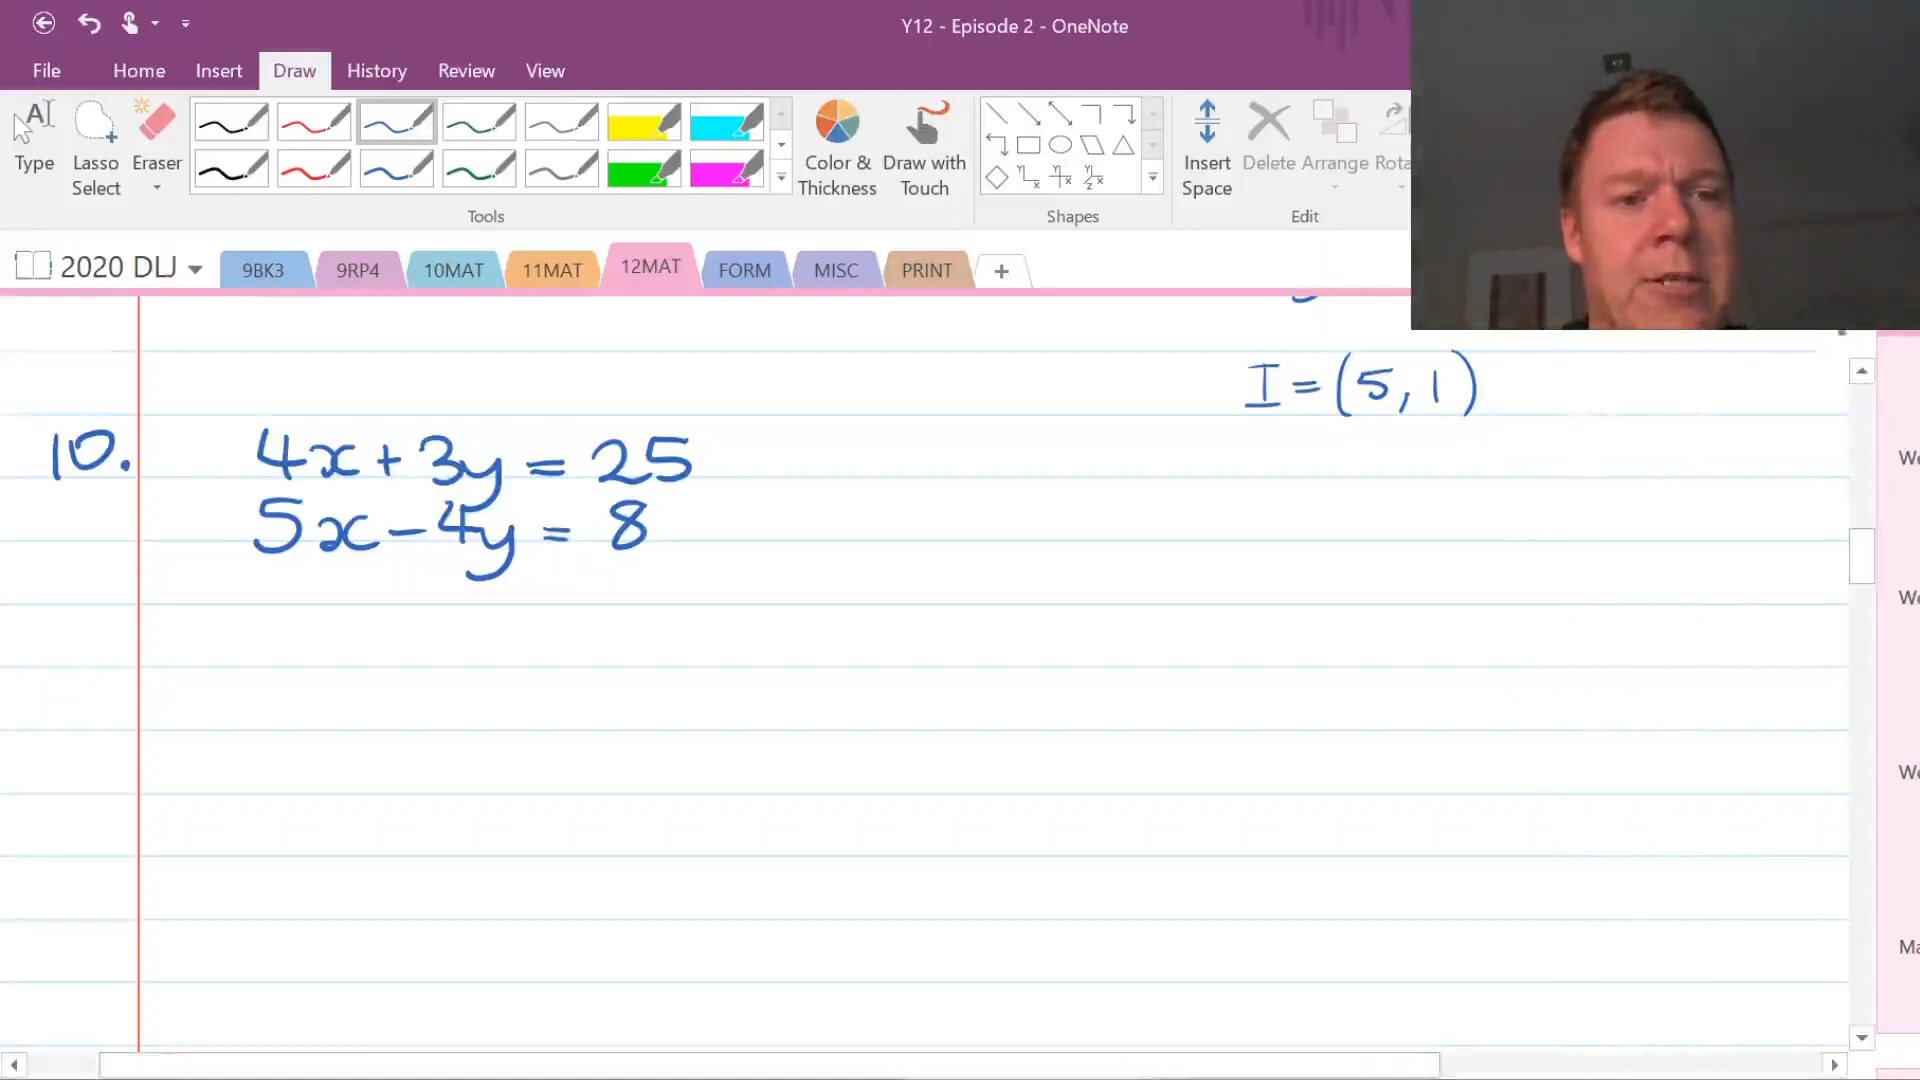 Y12 - Episode 2 - OneNote
File Home Insert Draw History Review View
Type
Lasso Select
Eraser
Color & Thickness
Draw with Touch
Insert Space
Delete
Arrange
Tools
Shapes
Edit
2020 DLJ 9BK3 9RP4 10MAT 11MAT 12MAT FORM MISC PRINT +
I = (5, 1)
10. 4x + 3y = 25
5x - 4y = 8